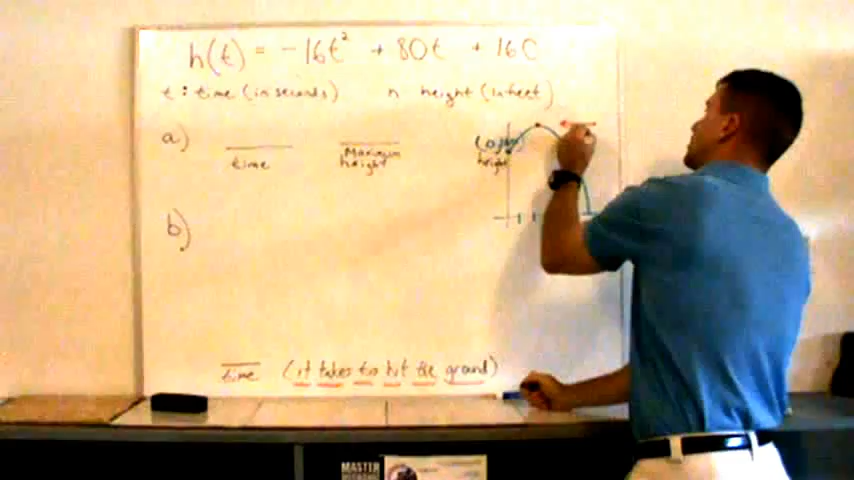 h(t) = -16t² + 80t + 160
t : time (in seconds) h height (in feet)
a)
time
Maximum height
height
b)
time (it takes to hit the ground)
MASTER